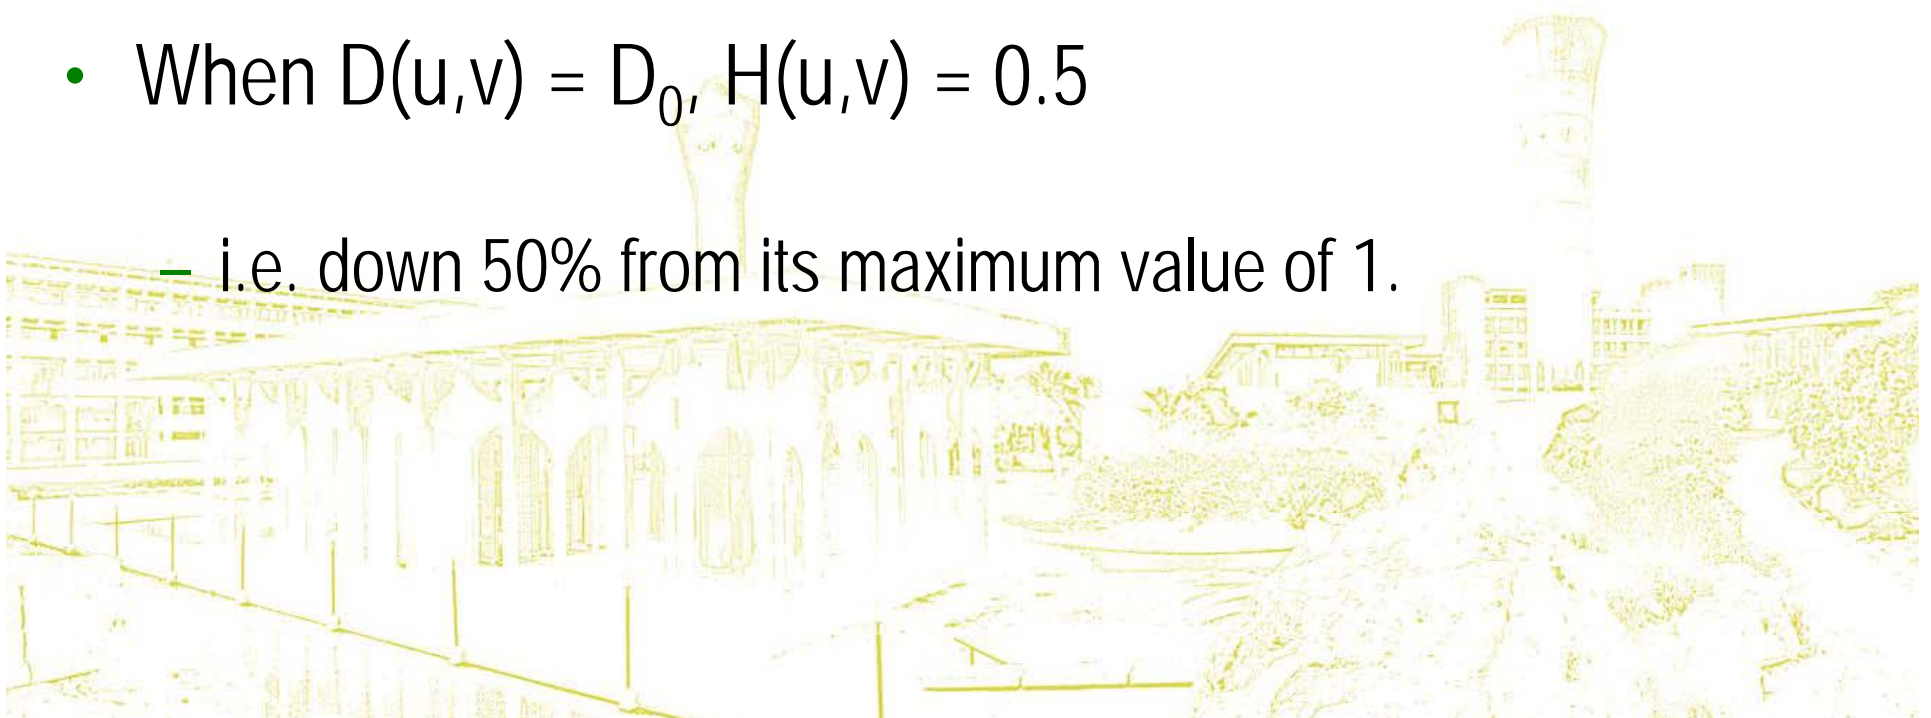 • When D(u,v) = D₀, H(u,v) = 0.5
– i.e. down 50% from its maximum value of 1.